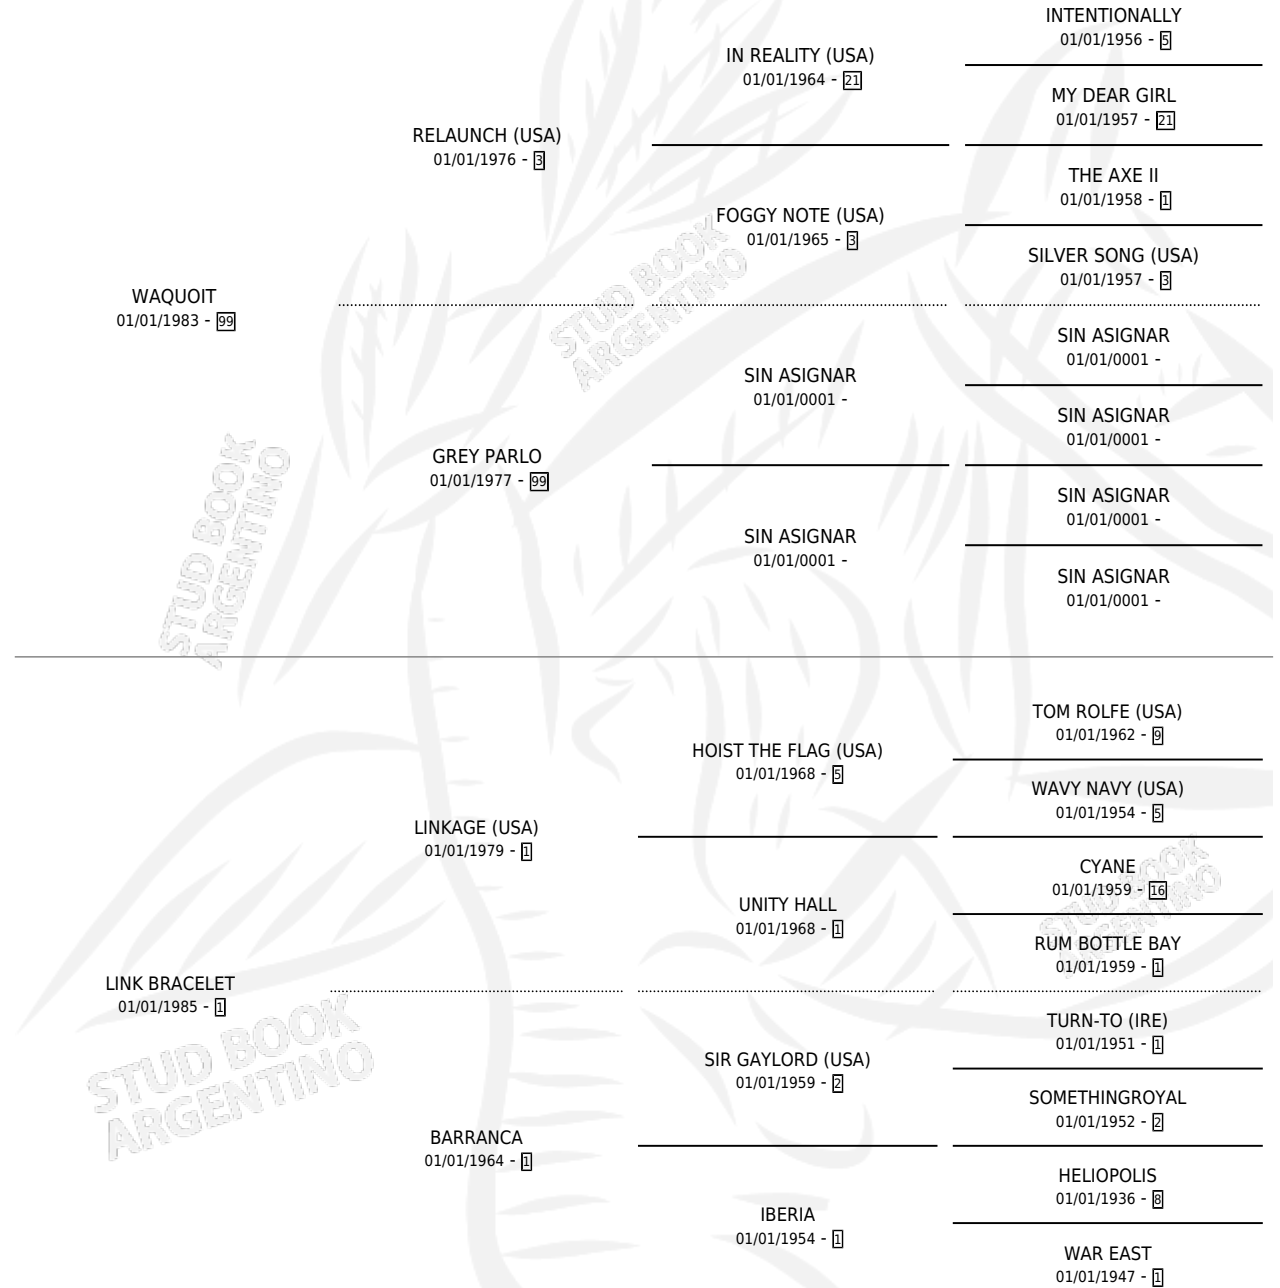 INTENTIONALLY
01/01/1956 - 5
IN REALITY (USA)
01/01/1964 - 21
MY DEAR GIRL
01/01/1957 - 21
RELAUNCH (USA)
01/01/1976 - 3
THE AXE II
01/01/1958 - 1
FOGGY NOTE (USA)
01/01/1965 - 3
SILVER SONG (USA)
01/01/1957 - 3
WAQUOIT
01/01/1983 - 99
SIN ASIGNAR
01/01/0001 -
SIN ASIGNAR
01/01/0001 -
SIN ASIGNAR
01/01/0001 -
GREY PARLO
01/01/1977 - 99
SIN ASIGNAR
01/01/0001 -
SIN ASIGNAR
01/01/0001 -
SIN ASIGNAR
01/01/0001 -
STUD BOOK
ARGENTINO
STUD BOOK
ARGENTINO
TOM ROLFE (USA)
01/01/1962 - 9
HOIST THE FLAG (USA)
01/01/1968 - 5
WAVY NAVY (USA)
01/01/1954 - 5
LINKAGE (USA)
01/01/1979 - 1
CYANE
01/01/1959 - 16
UNITY HALL
01/01/1968 - 1
RUM BOTTLE BAY
01/01/1959 - 1
LINK BRACELET
01/01/1985 - 1
TURN-TO (IRE)
01/01/1951 - 1
SIR GAYLORD (USA)
01/01/1959 - 2
SOMETHINGROYAL
01/01/1952 - 2
BARRANCA
01/01/1964 - 1
HELIOPOLIS
01/01/1936 - 8
IBERIA
01/01/1954 - 1
WAR EAST
01/01/1947 - 1
STUD BOOK
ARGENTINO
STUD BOOK
ARGENTINO